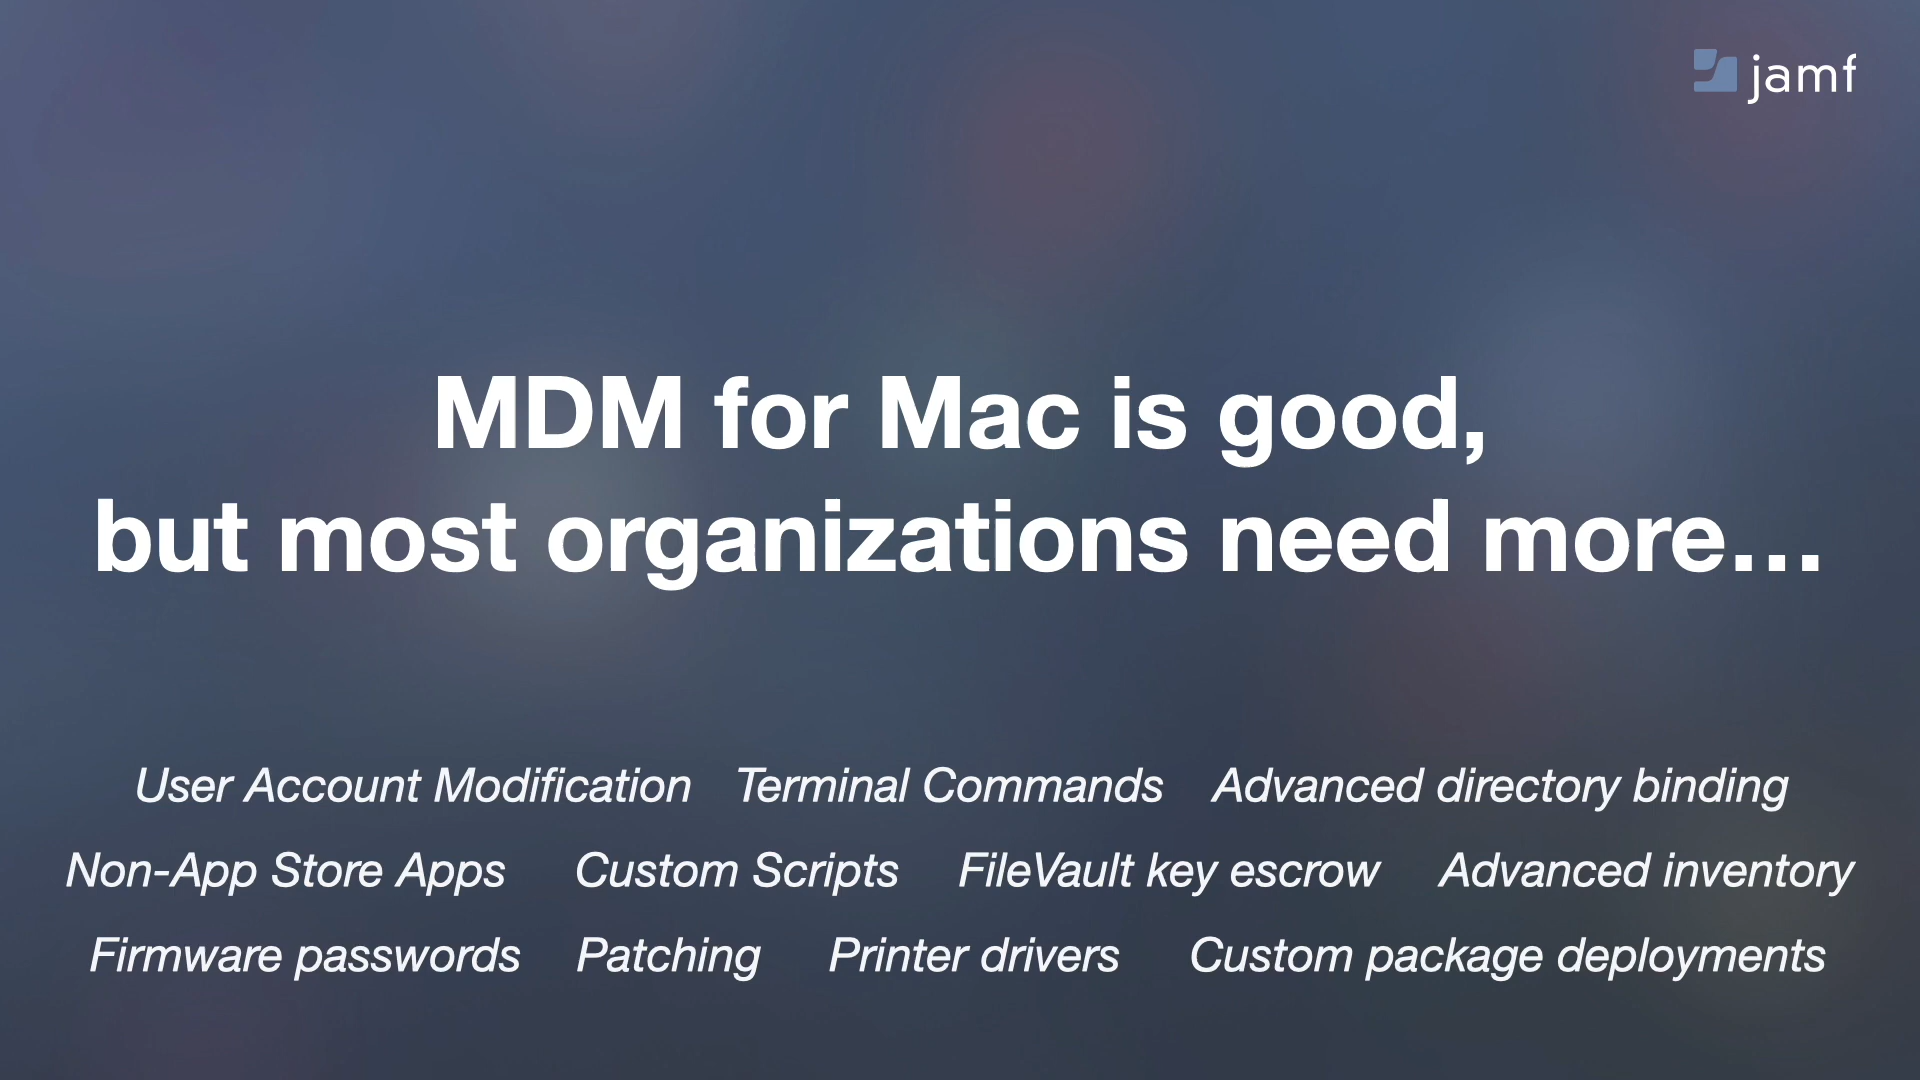 jamf
MDM for Mac is good,
but most organizations need more…
User Account Modification Terminal Commands Advanced directory binding
Non-App Store Apps Custom Scripts FileVault key escrow Advanced inventory
Firmware passwords Patching Printer drivers Custom package deployments